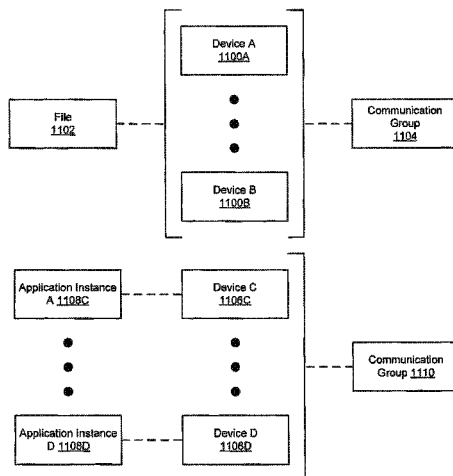 Device A
1100A
File
1102
Communication
Group
1104
Device B
1100B
Application Instance
A 1108C
Device C
1106C
Communication
Group 1110
Application Instance
D 1108D
Device D
1106D